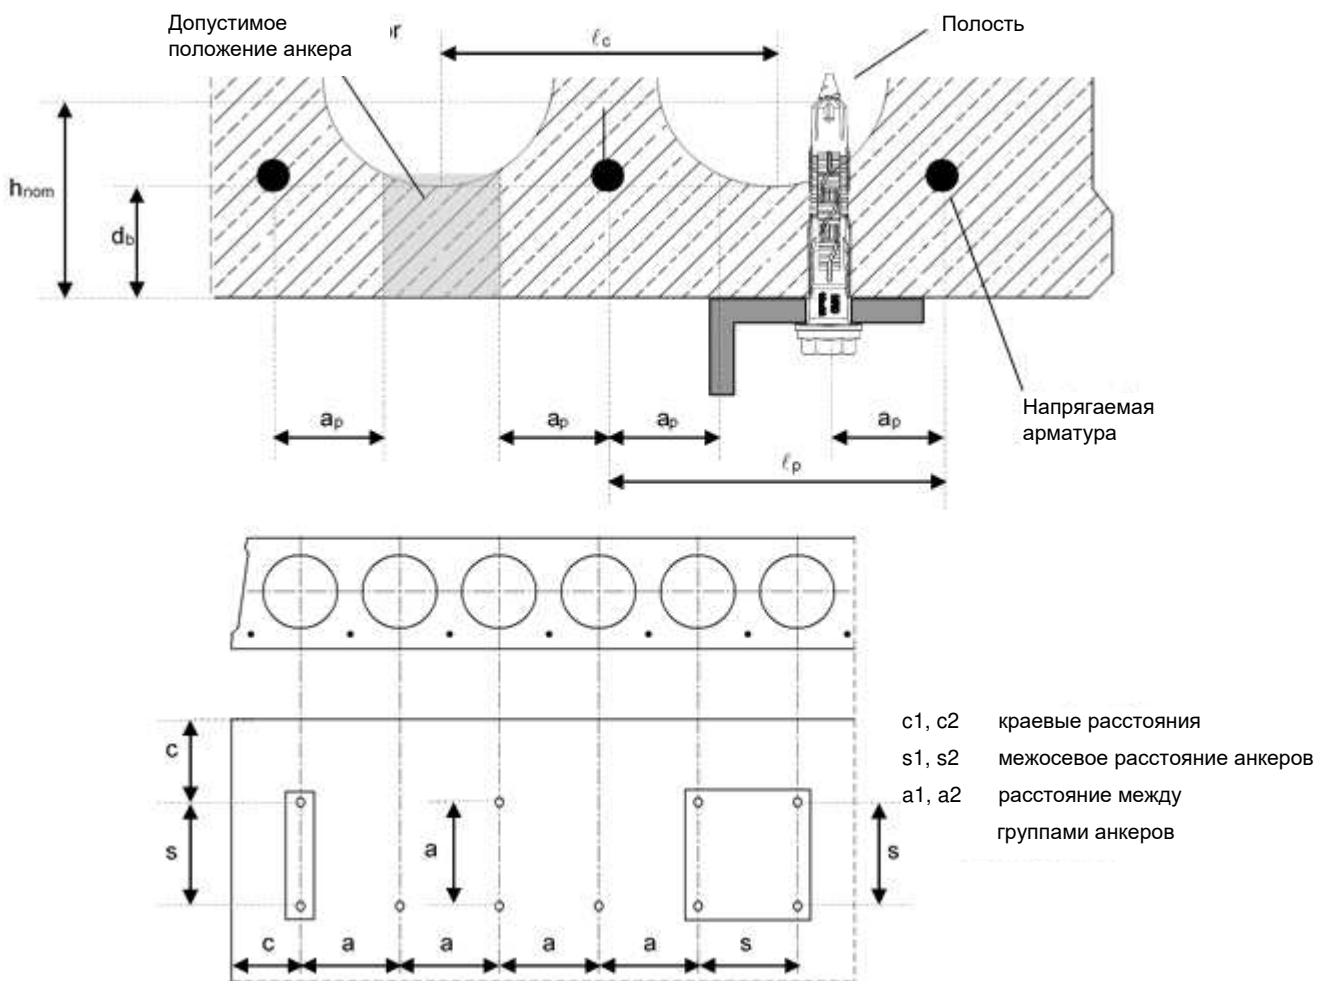 Допустимое
положение анкера
or
ℓc
Полость
hnom
db
Напрягаемая
арматура
ap
ap
ap
ap
ℓp
c
s
a
s
c
a
a
a
a
s
c1, c2 краевые расстояния
s1, s2 межосевое расстояние анкеров
a1, a2 расстояние между
группами анкеров